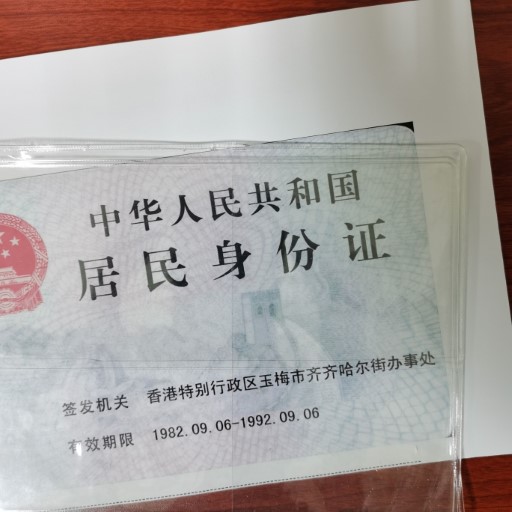 中华人民共和国
居民身份证
签发机关 香港特别行政区玉梅市齐齐哈尔街办事处
有效期限 1982.09.06-1992.09.06